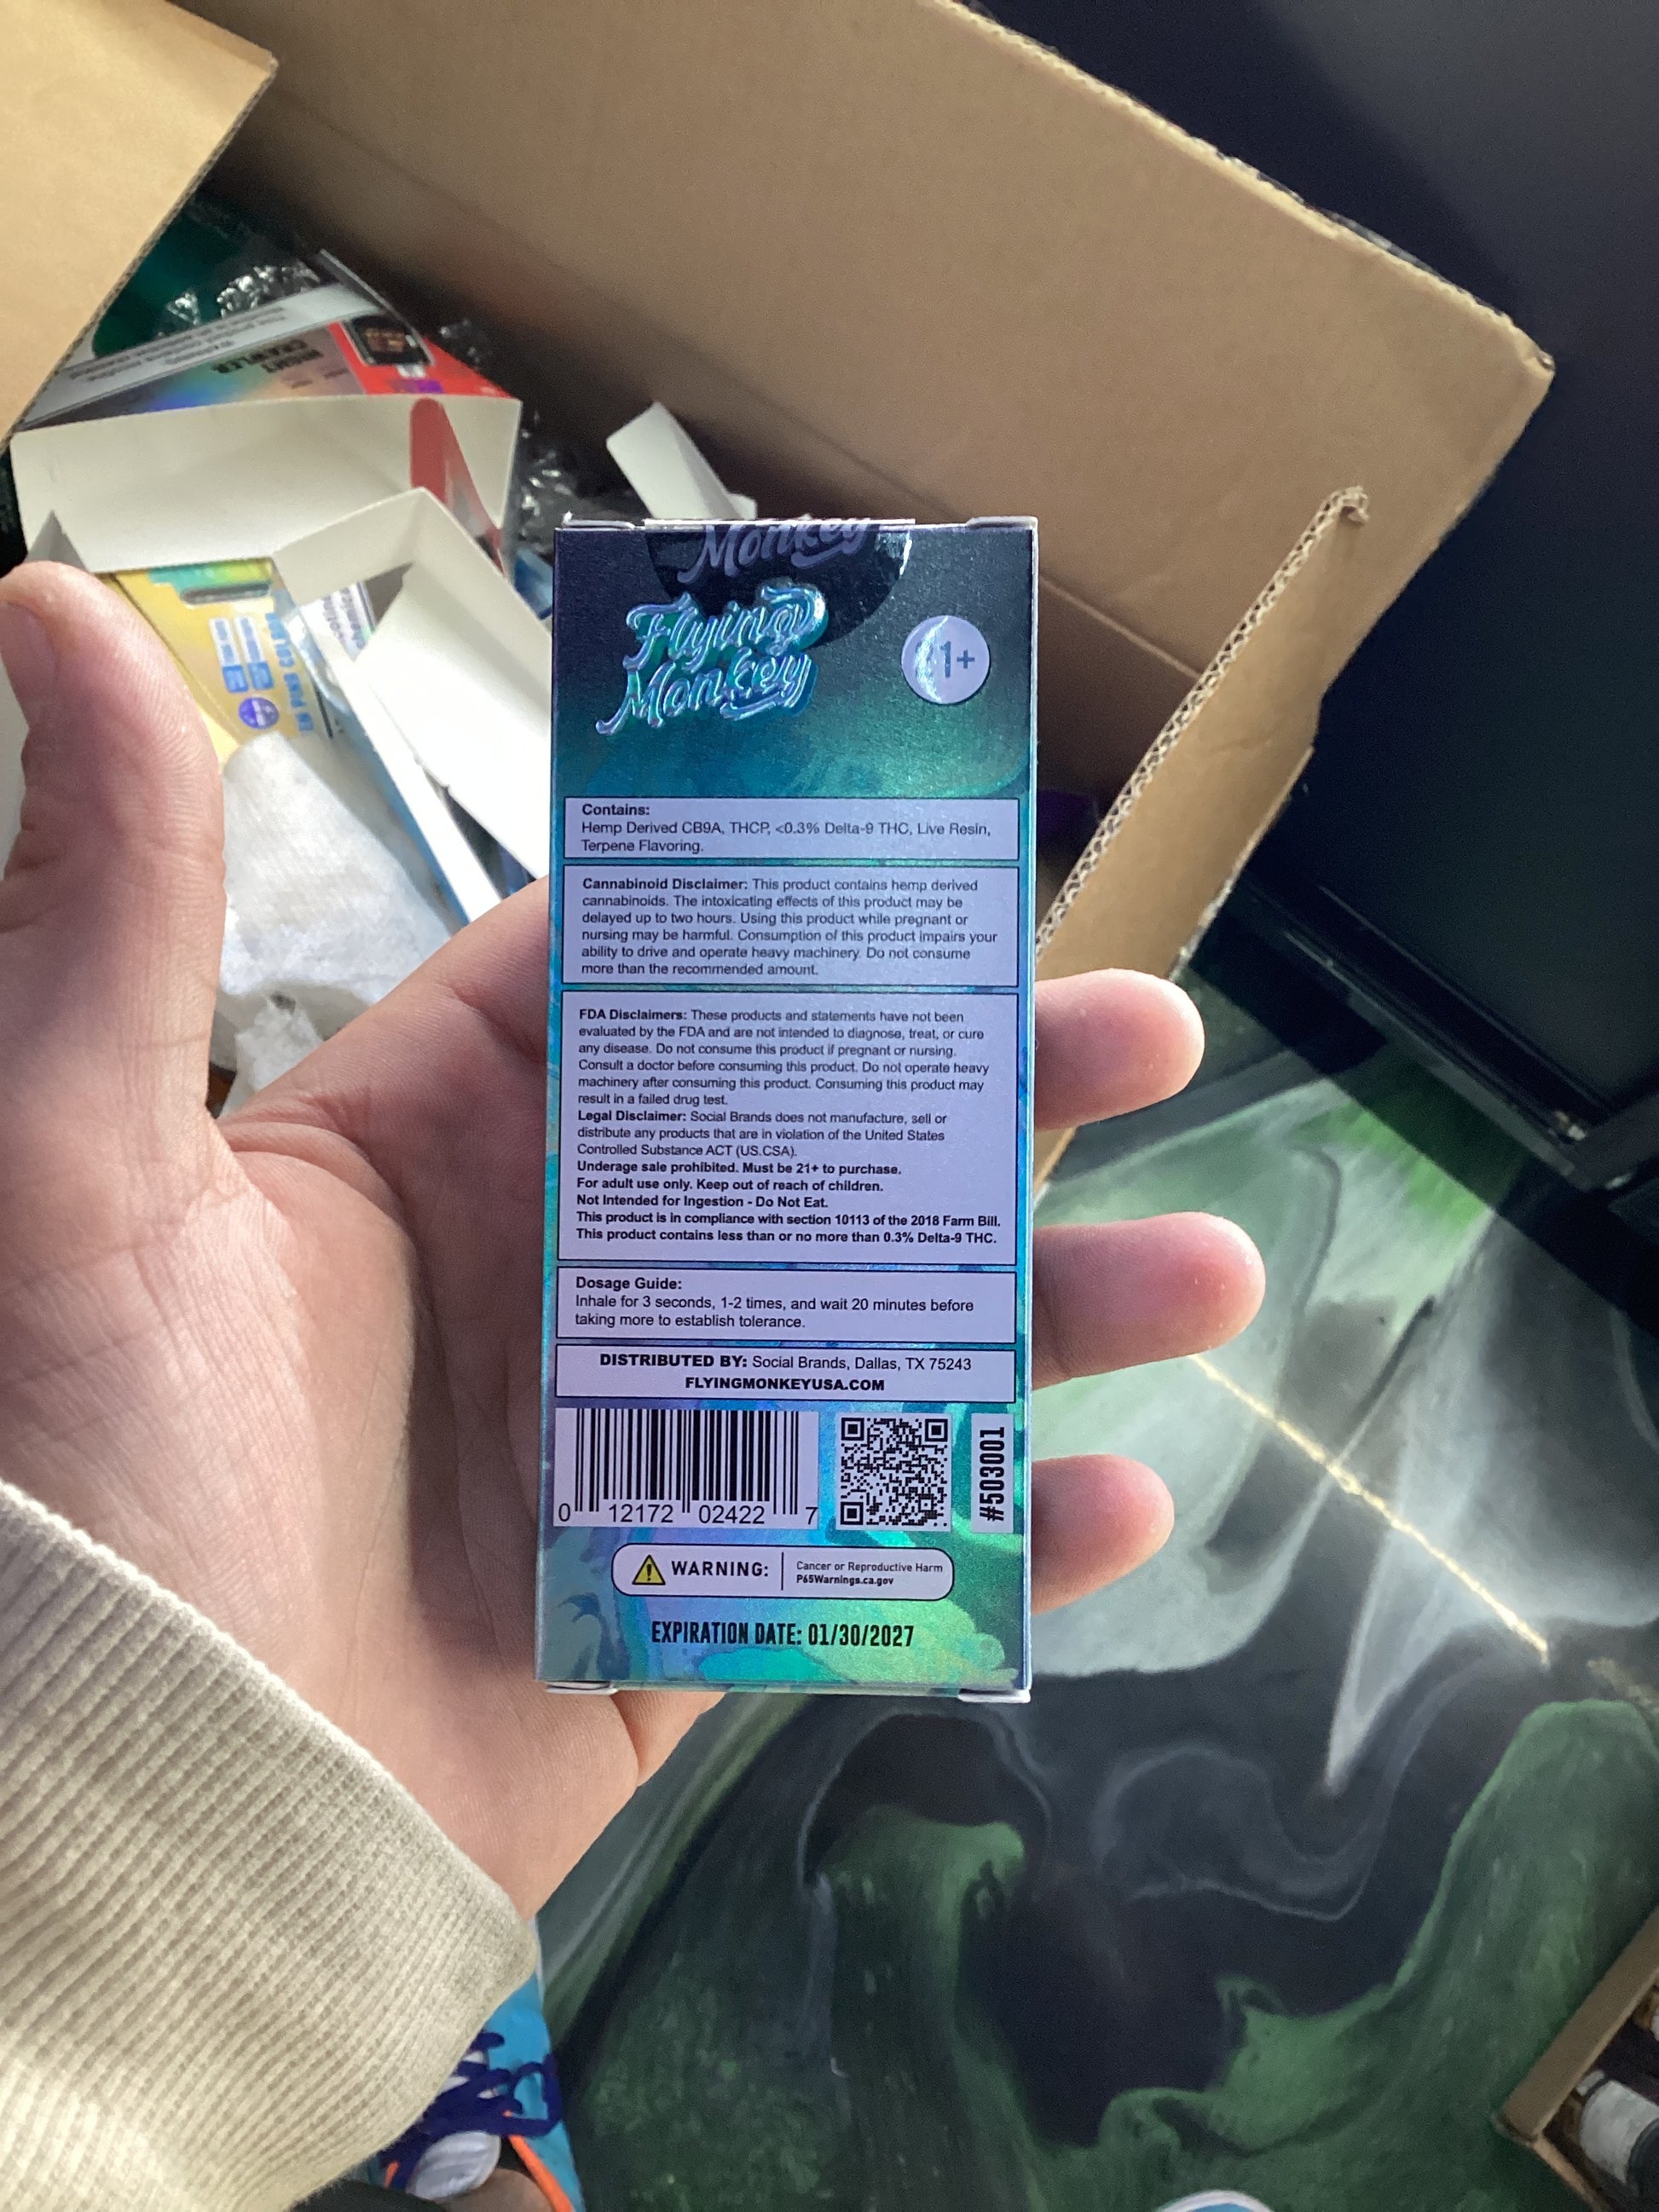 NIGHT
CRAWLER
Monkey
Flying
Monkey
1+
Contains:
Hemp Derived CB9A, THCP, <0.3% Delta-9 THC, Live Resin,
Terpene Flavoring.
Cannabinoid Disclaimer: This product contains hemp derived
cannabinoids. The intoxicating effects of this product may be
delayed up to two hours. Using this product while pregnant or
nursing may be harmful. Consumption of this product impairs your
ability to drive and operate heavy machinery. Do not consume
more than the recommended amount.
FDA Disclaimers: These products and statements have not been
evaluated by the FDA and are not intended to diagnose, treat, or cure
any disease. Do not consume this product if pregnant or nursing.
Consult a doctor before consuming this product. Do not operate heavy
machinery after consuming this product. Consuming this product may
result in a failed drug test.
Legal Disclaimer: Social Brands does not manufacture, sell or
distribute any products that are in violation of the United States
Controlled Substance ACT (US.CSA).
Underage sale prohibited. Must be 21+ to purchase.
For adult use only. Keep out of reach of children.
Not Intended for Ingestion - Do Not Eat.
This product is in compliance with section 10113 of the 2018 Farm Bill.
This product contains less than or no more than 0.3% Delta-9 THC.
Dosage Guide:
Inhale for 3 seconds, 1-2 times, and wait 20 minutes before
taking more to establish tolerance.
DISTRIBUTED BY: Social Brands, Dallas, TX 75243
FLYINGMONKEYUSA.COM
0 12172 02422 7
#503001
WARNING:
Cancer or Reproductive Harm
P65Warnings.ca.gov
EXPIRATION DATE: 01/30/2027